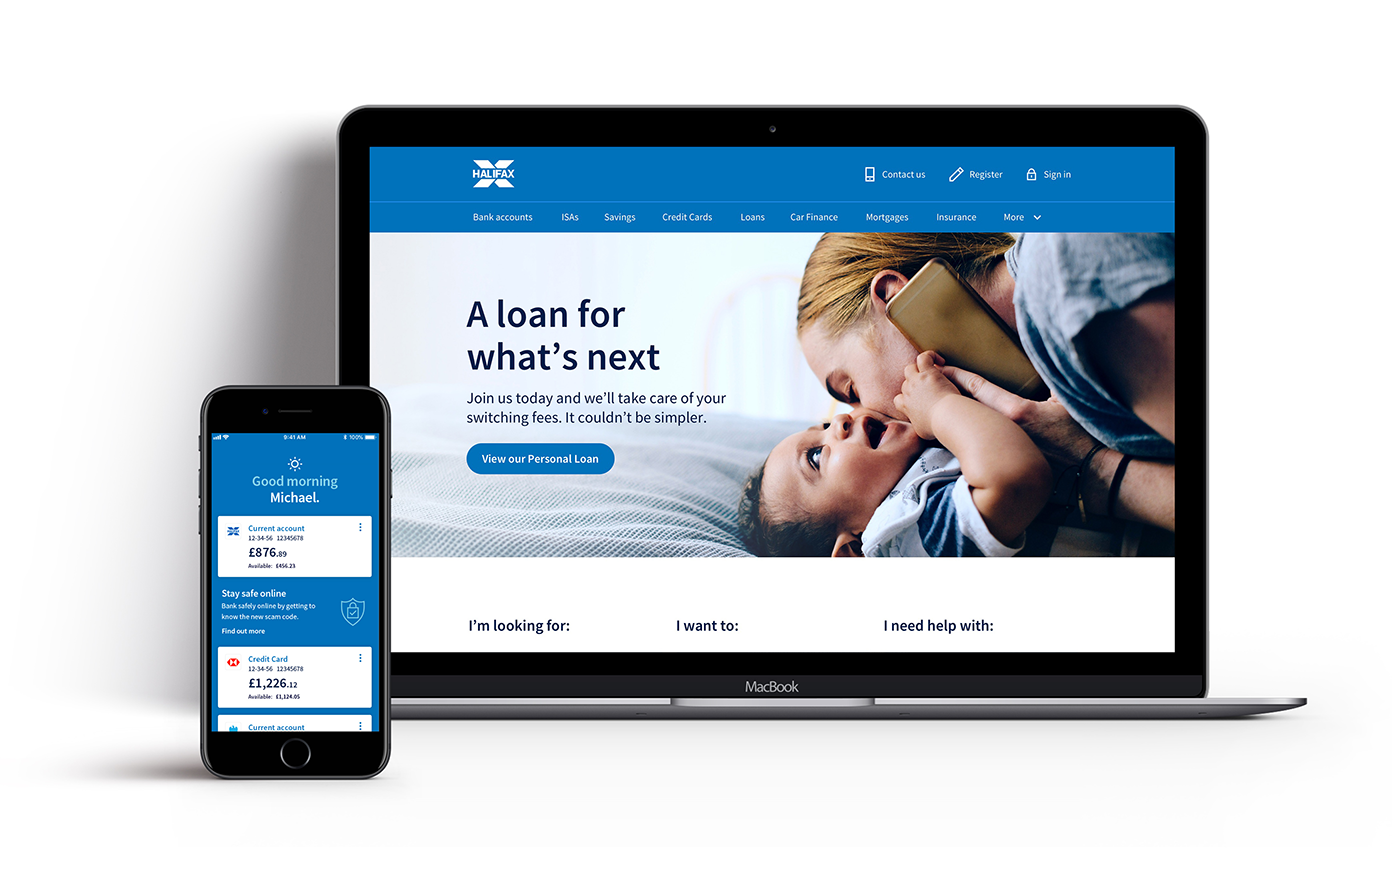 HALIFAX
Contact us
Register
Sign in
Bank accounts
ISAs
Savings
Credit Cards
Loans
Car Finance
Mortgages
Insurance
More
A loan for
what’s next
Join us today and we’ll take care of your
switching fees. It couldn’t be simpler.
View our Personal Loan
I’m looking for:
I want to:
I need help with:
MacBook
9:41 AM
100%
Good morning
Michael.
Current account
12-34-56 12345678
£876.89
Available: £456.23
Stay safe online
Bank safely online by getting to
know the new scam code.
Find out more
Credit Card
12-34-56 12345678
£1,226.12
Available: £1,124.05
Current account